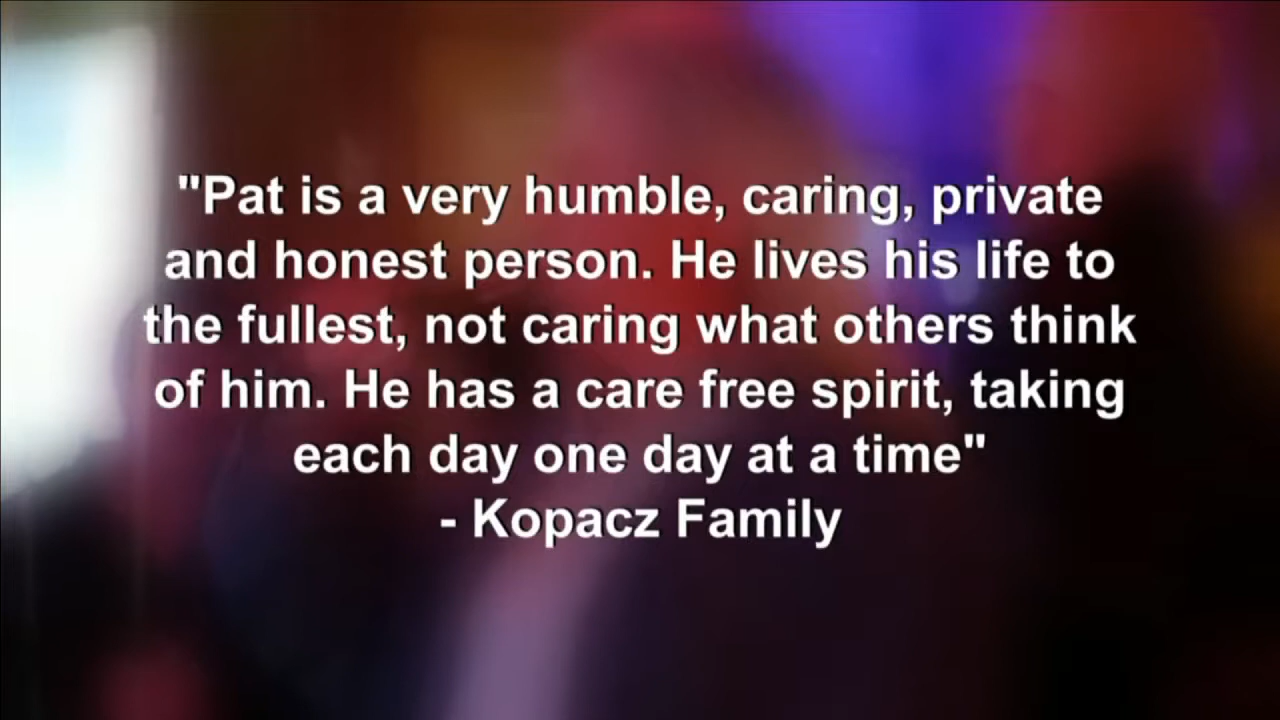 "Pat is a very humble, caring, private
and honest person. He lives his life to
the fullest, not caring what others think
of him. He has a care free spirit, taking
each day one day at a time"
- Kopacz Family